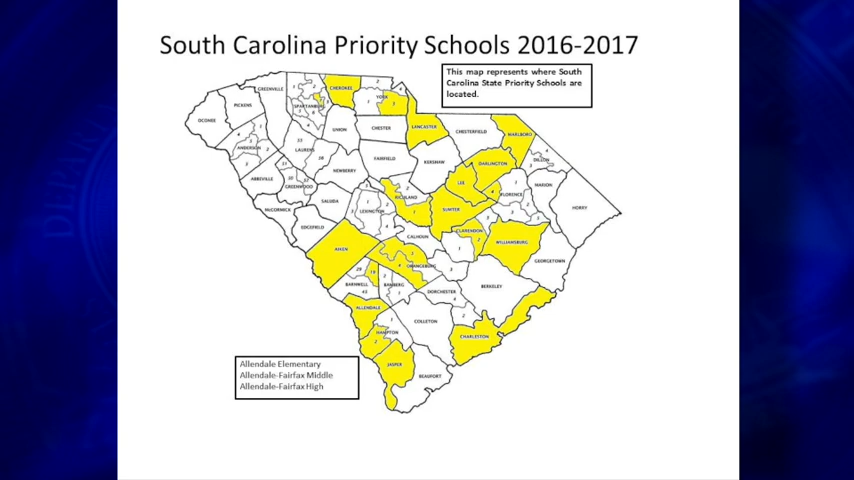 South Carolina Priority Schools 2016-2017
This map represents where South
Carolina State Priority Schools are
located.
CHEROKEE
GREENVILLE
YORK
SPARTANBURG
OCONEE
PICKENS
UNION
CHESTER
LANCASTER
CHESTERFIELD
MARLBORO
ANDERSON
LAURENS
FAIRFIELD
KERSHAW
DARLINGTON
DILLON
ABBEVILLE
GREENWOOD
NEWBERRY
LEE
FLORENCE
MARION
MCCORMICK
SALUDA
LEXINGTON
RICHLAND
SUMTER
HORRY
EDGEFIELD
CALHOUN
CLARENDON
WILLIAMSBURG
AIKEN
ORANGEBURG
GEORGETOWN
BARNWELL
BAMBERG
DORCHESTER
BERKELEY
ALLENDALE
HAMPTON
COLLETON
CHARLESTON
JASPER
BEAUFORT
Allendale Elementary
Allendale-Fairfax Middle
Allendale-Fairfax High